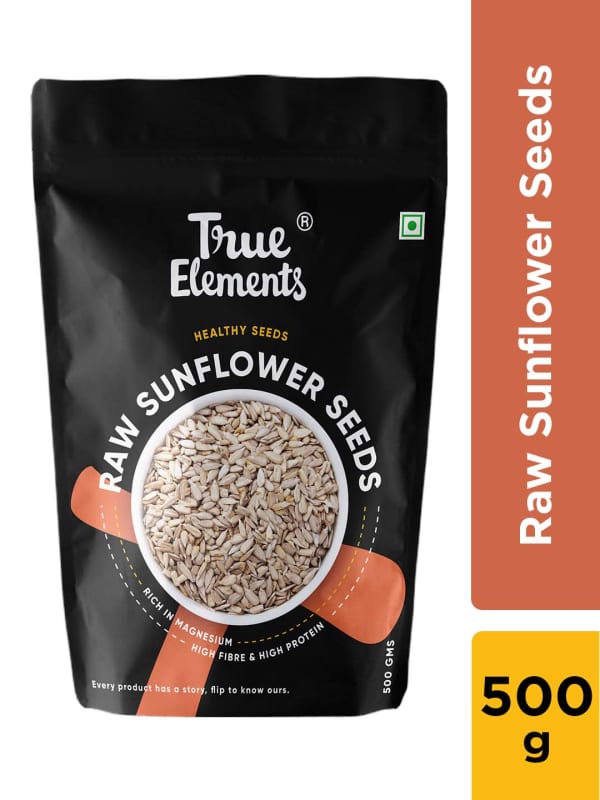 True ®
Elements
HEALTHY SEEDS
RAW SUNFLOWER SEEDS
RICH IN MAGNESIUM
HIGH FIBRE & HIGH PROTEIN
Every product has a story, flip to know ours.
500 GMS
Raw Sunflower Seeds
500
g